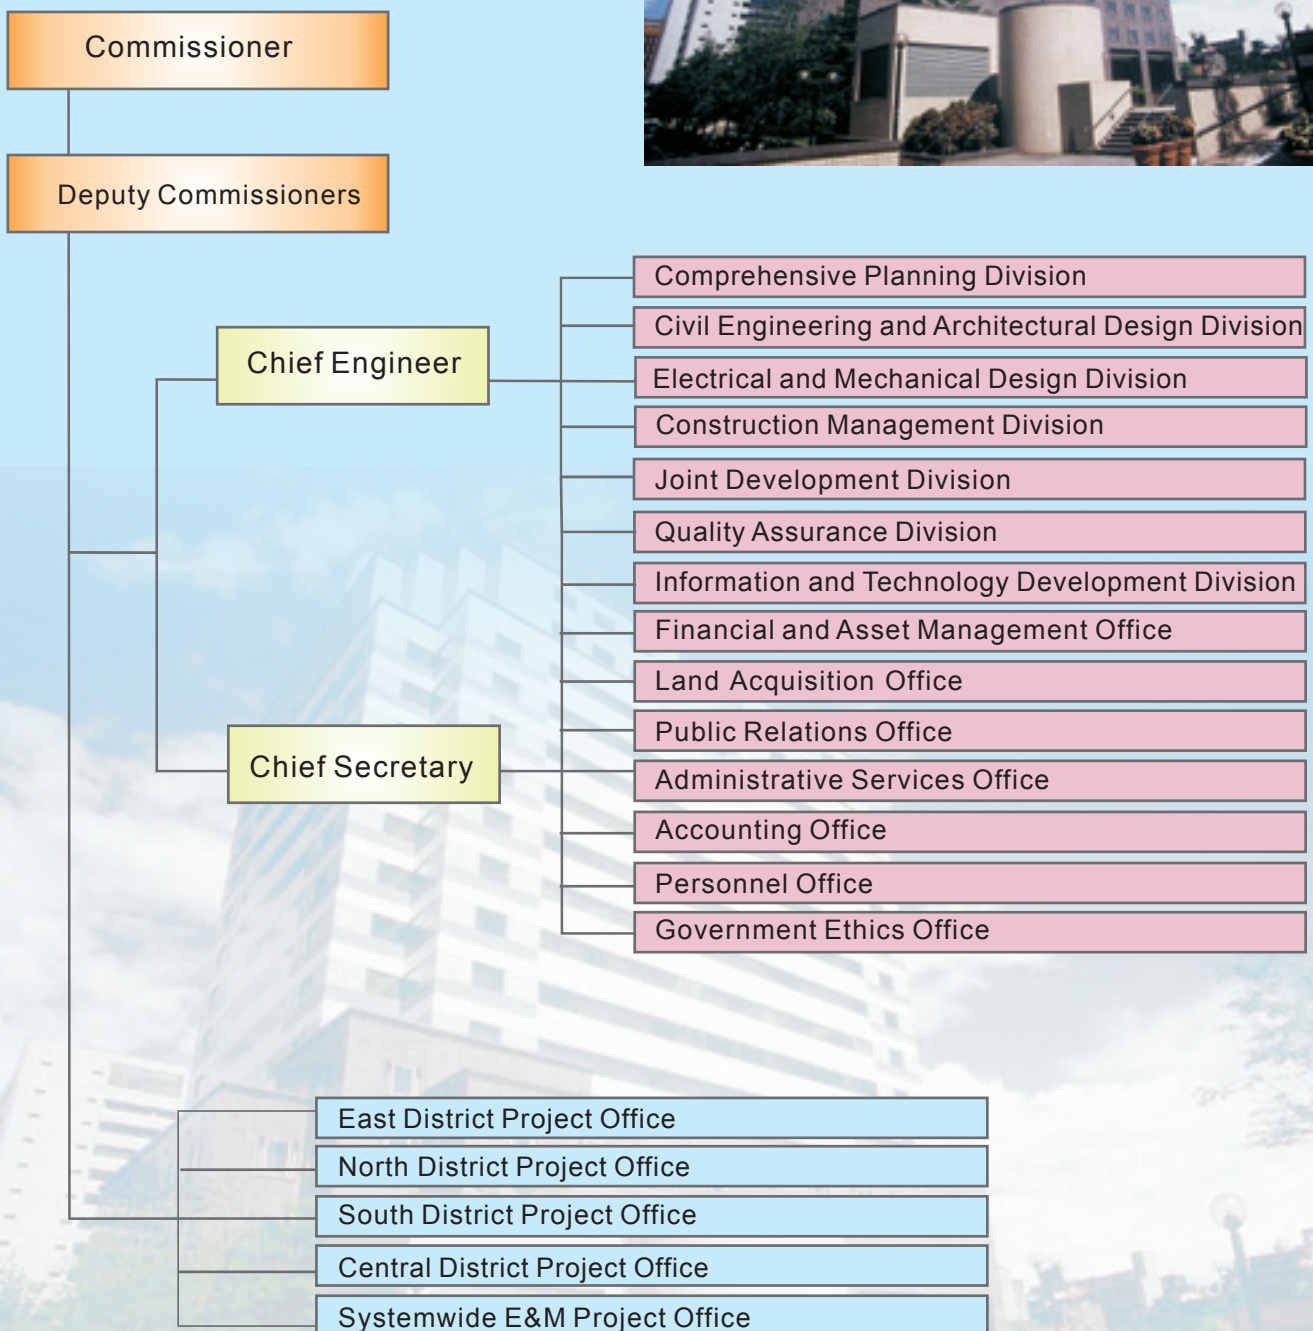 Commissioner
Deputy Commissioners
Chief Engineer
Comprehensive Planning Division
Civil Engineering and Architectural Design Division
Electrical and Mechanical Design Division
Construction Management Division
Joint Development Division
Quality Assurance Division
Information and Technology Development Division
Financial and Asset Management Office
Land Acquisition Office
Public Relations Office
Chief Secretary
Administrative Services Office
Accounting Office
Personnel Office
Government Ethics Office
East District Project Office
North District Project Office
South District Project Office
Central District Project Office
Systemwide E&M Project Office